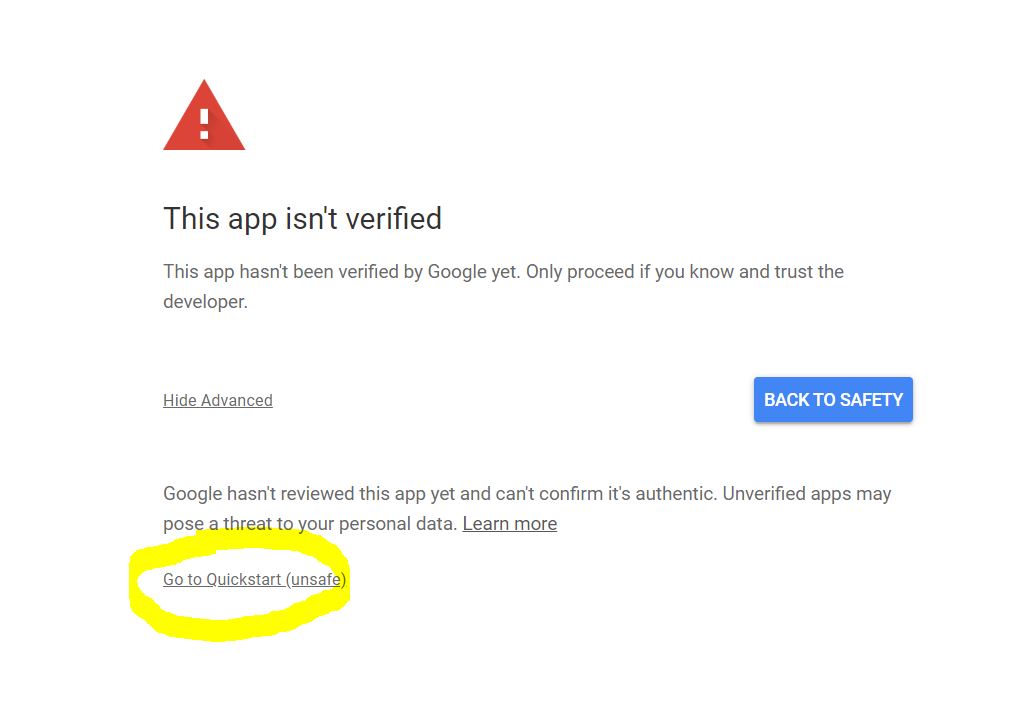 This app isn't verified
This app hasn't been verified by Google yet. Only proceed if you know and trust the
developer.
Hide Advanced
BACK TO SAFETY
Google hasn't reviewed this app yet and can't confirm it's authentic. Unverified apps may
pose a threat to your personal data. Learn more
Go to Quickstart (unsafe)